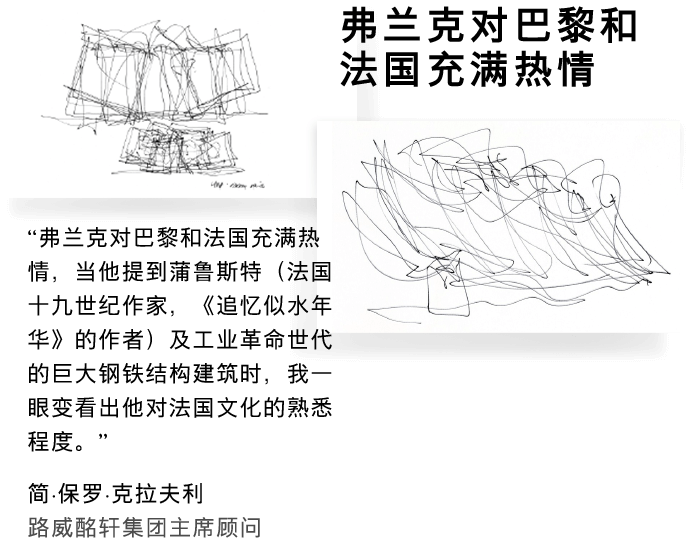 弗兰克对巴黎和
法国充满热情
“弗兰克对巴黎和法国充满热
情，当他提到蒲鲁斯特（法国
十九世纪作家，《追忆似水年
华》的作者）及工业革命世代
的巨大钢铁结构建筑时，我一
眼变看出他对法国文化的熟悉
程度。”
简·保罗·克拉夫利
路威酩轩集团主席顾问